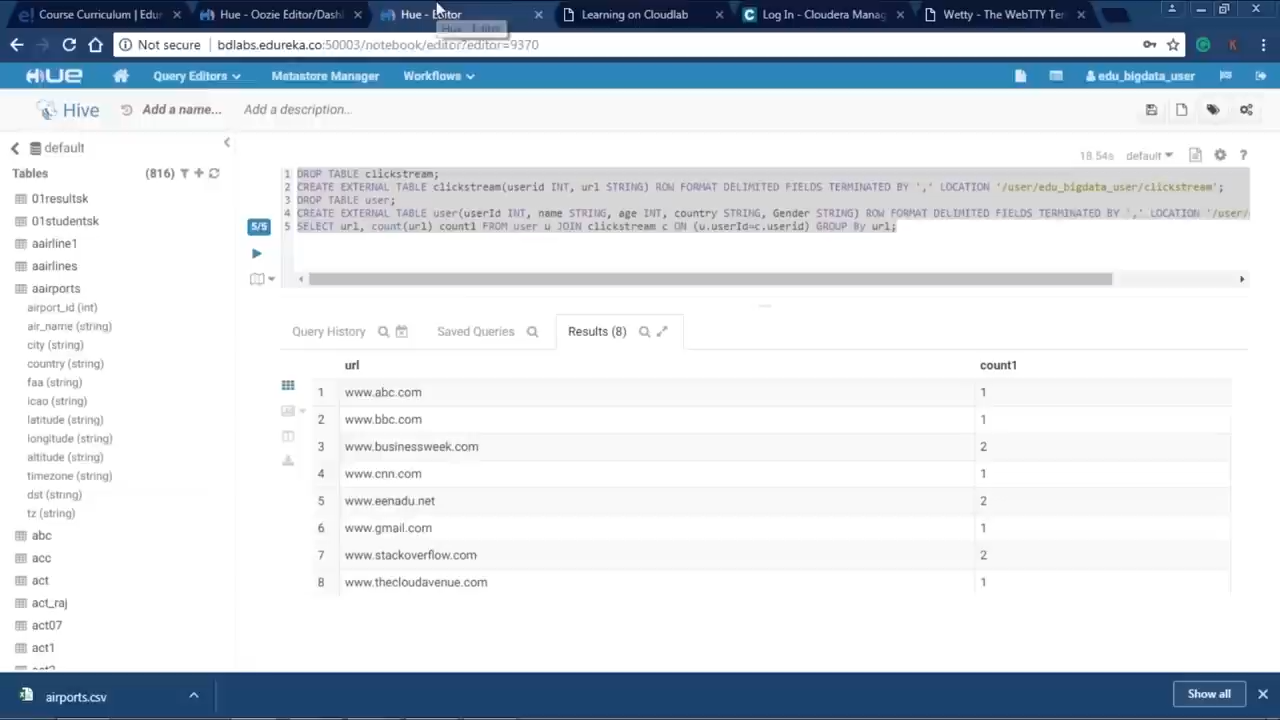 Course Curriculum | Edur
Hue - Oozie Editor/Dashl
Hue - Editor
Learning on Cloudlab
Log In - Cloudera Manag
Wetty - The WebTTY Ter
Hue - Editor
Not secure
bdlabs.edureka.co:50003/notebook/editor?editor=9370
K
HUE
Query Editors
Metastore Manager
Workflows
edu_bigdata_user
Hive
Add a name...
Add a description...
default
Tables
(816)
01resultsk
01studentsk
aairline1
aairlines
aairports
airport_id (int)
air_name (string)
city (string)
country (string)
faa (string)
icao (string)
latitude (string)
longitude (string)
altitude (string)
timezone (string)
dst (string)
tz (string)
abc
acc
act
act_raj
act07
act1
act2
18.54s
default
?
1 DROP TABLE clickstream;
2 CREATE EXTERNAL TABLE clickstream(userid INT, url STRING) ROW FORMAT DELIMITED FIELDS TERMINATED BY ',' LOCATION '/user/edu_bigdata_user/clickstream';
3 DROP TABLE user;
4 CREATE EXTERNAL TABLE user(userId INT, name STRING, age INT, country STRING, Gender STRING) ROW FORMAT DELIMITED FIELDS TERMINATED BY ',' LOCATION '/user/
5 SELECT url, count(url) count1 FROM user u JOIN clickstream c ON (u.userId=c.userid) GROUP By url;
5/5
Query History
Saved Queries
Results (8)
url count1
1 www.abc.com 1
2 www.bbc.com 1
3 www.businessweek.com 2
4 www.cnn.com 1
5 www.eenadu.net 2
6 www.gmail.com 1
7 www.stackoverflow.com 2
8 www.thecloudavenue.com 1
airports.csv
Show all